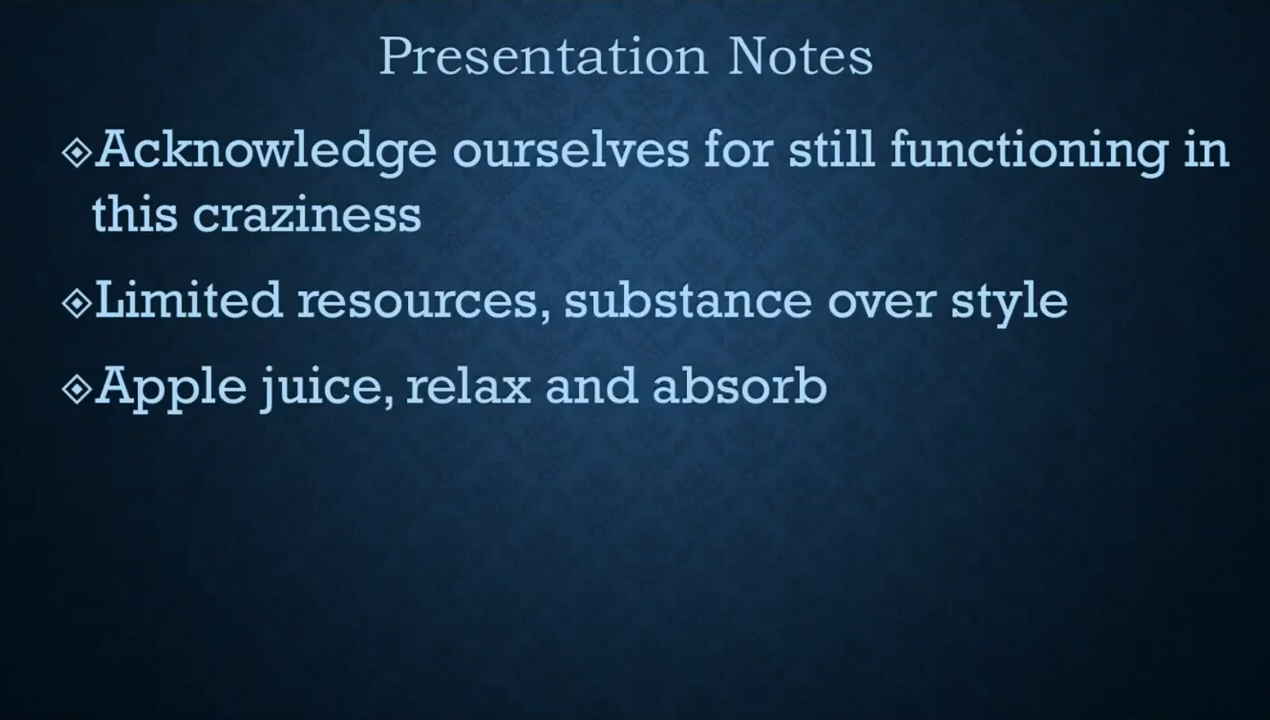 Presentation Notes
Acknowledge ourselves for still functioning in
this craziness
Limited resources, substance over style
Apple juice, relax and absorb